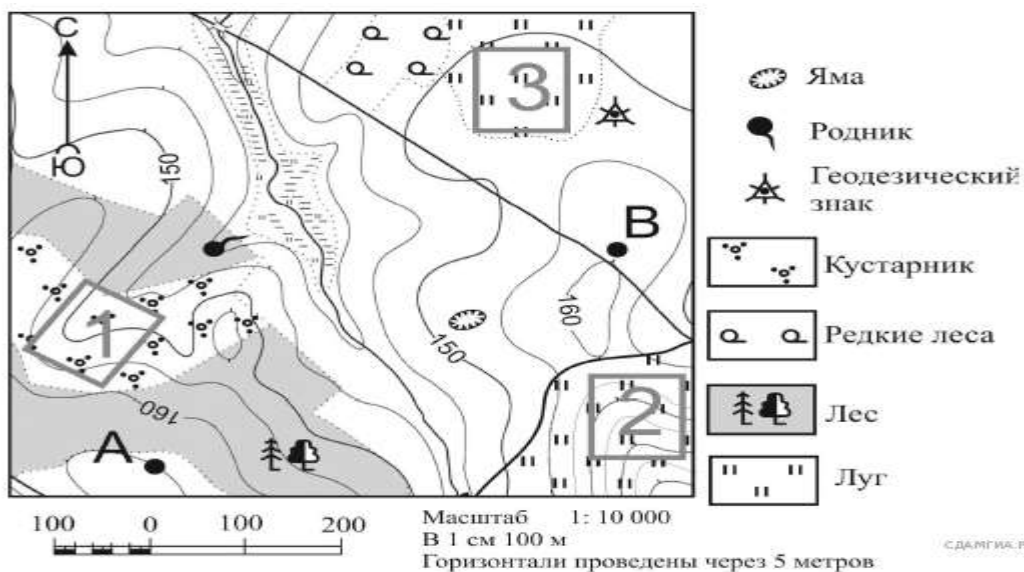 С
Ю
150
1
160
А
3
В
160
150
2
Яма
Родник
Геодезический
знак
Кустарник
Редкие леса
Лес
Луг
100 0 100 200
Масштаб 1: 10 000
В 1 см 100 м
Горизонтали проведены через 5 метров